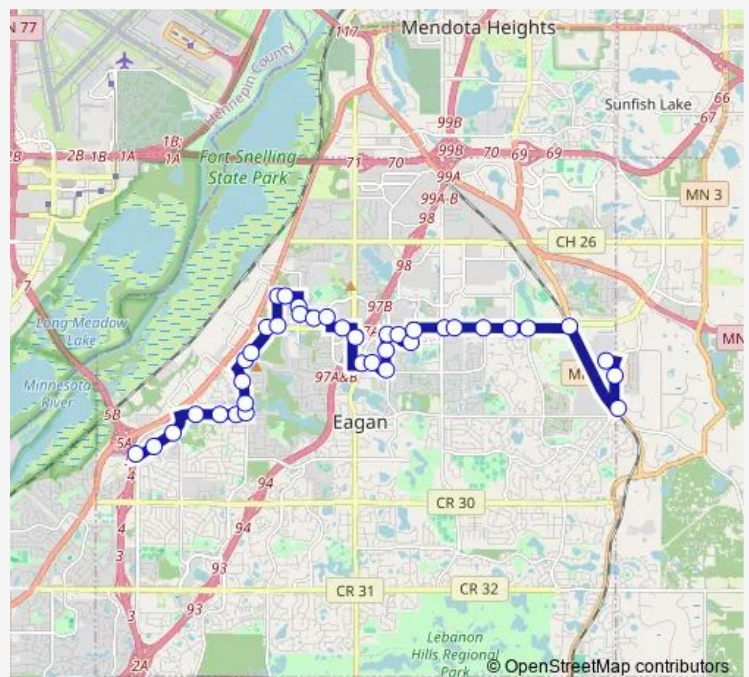 77
117
Mendota Heights
Hennepin County
Sunfish Lake
66
67
99B
1B
2B
1B
1A
1B
1A
71
70
99B
70
69
69
Fort Snelling
State Park
99A
99A-B
98
MN 3
7
CH 26
98
97B
Long Meadow
Lake
97A&B
Minnesota
River
5B
Eagan
5A
4
94
CR 30
4
94
3
93
CR 31
CR 32
93
3
2A
Lebanon
Hills Regional
Park
© OpenStreetMap contributors